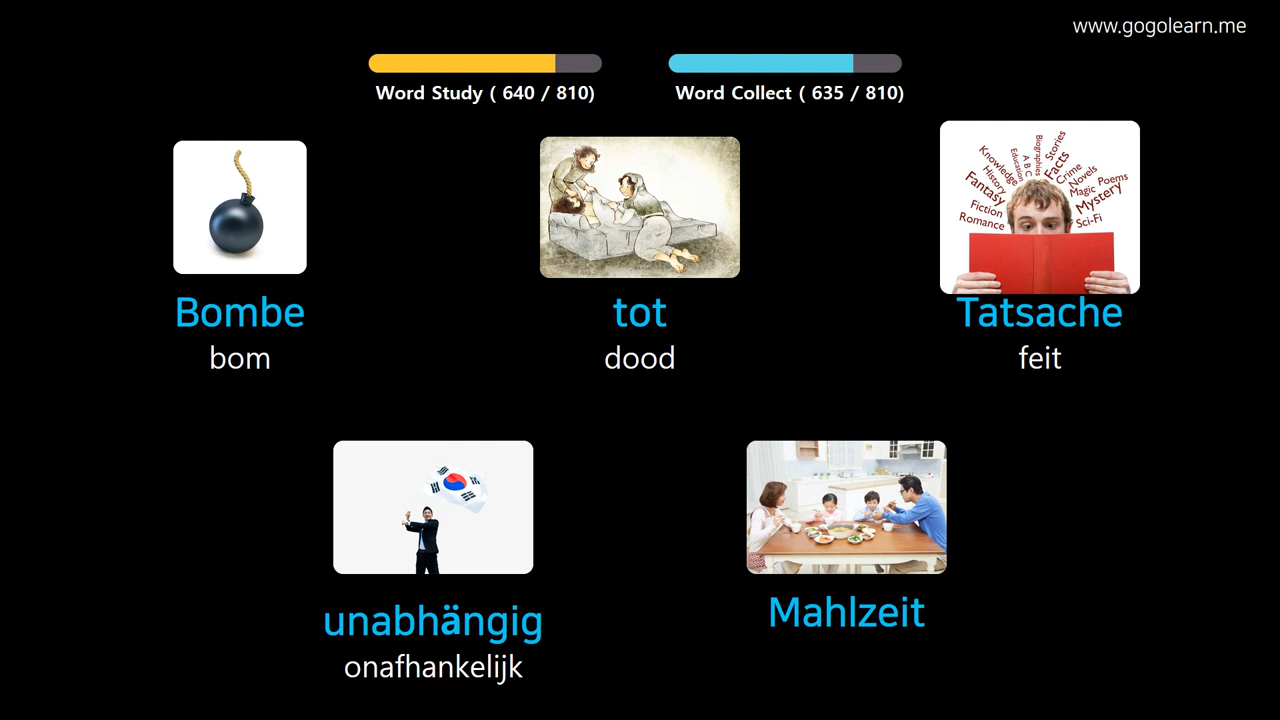 www.gogolearn.me
Word Study ( 640 / 810)
Word Collect ( 635 / 810)
Knowledge
History
Fantasy
Fiction
Romance
Education
A B C
Biographies
Stories
Facts
Crime
Novels
Magic
Poems
Mystery
Sci-Fi
Bombe
bom
tot
dood
Tatsache
feit
unabhängig
onafhankelijk
Mahlzeit